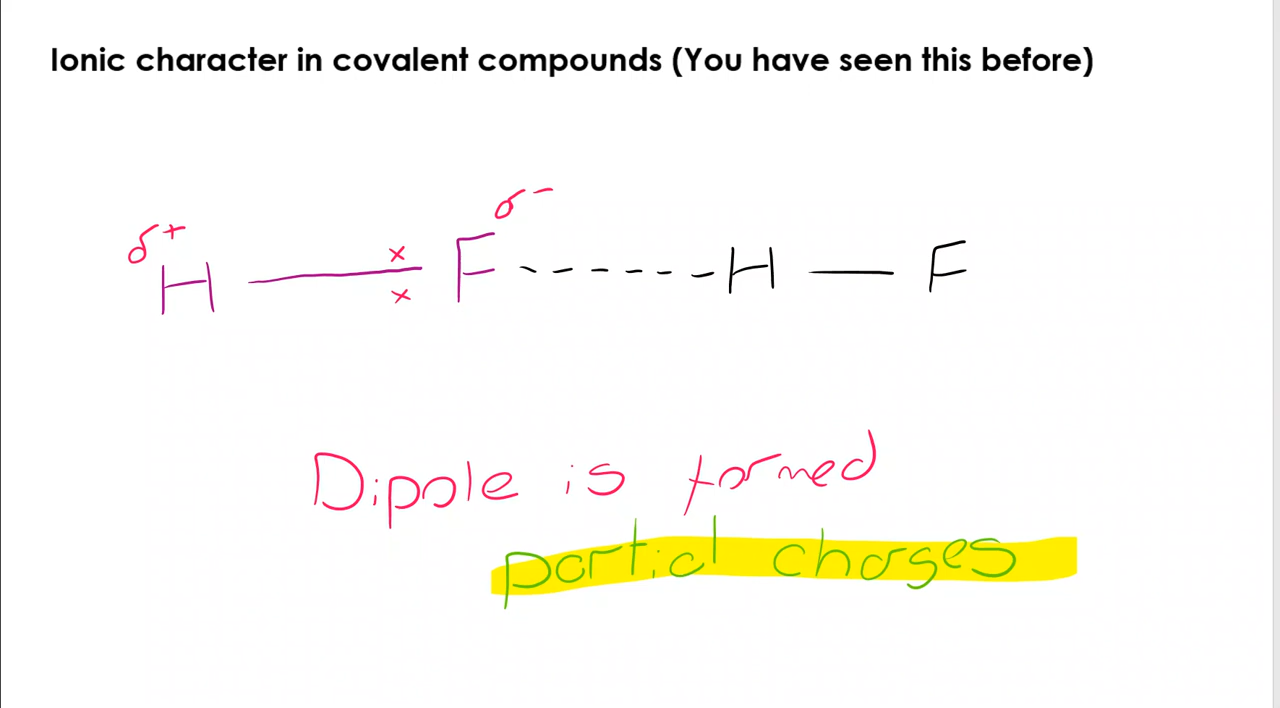 Ionic character in covalent compounds (You have seen this before)
δ+ δ-
H — x x F ------ H — F
Dipole is formed
partial charges